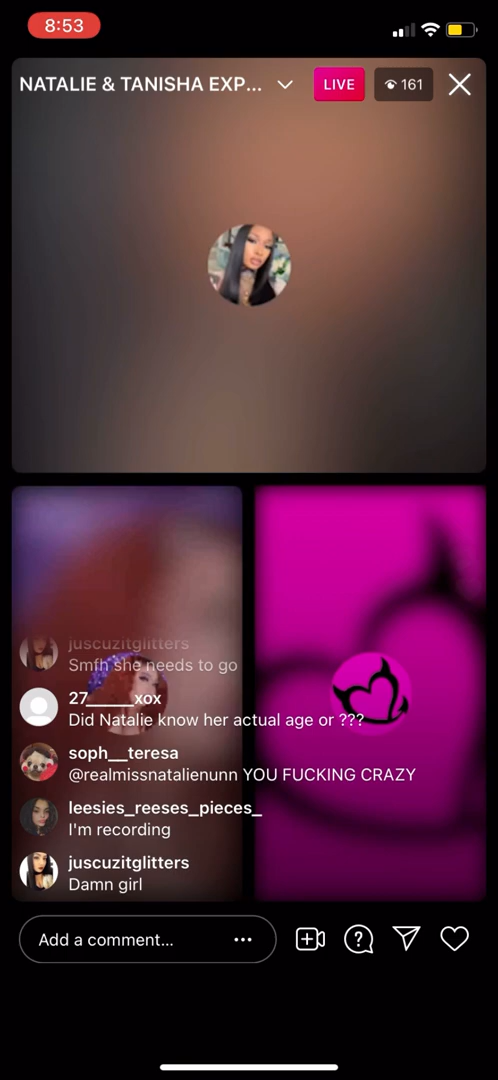 8:53
NATALIE & TANISHA EXP...
LIVE
161
juscuzitglitters
Smfh she needs to go
27_____xox
Did Natalie know her actual age or ???
soph__teresa
@realmissnatalienunn YOU FUCKING CRAZY
leesies_reeses_pieces_
I'm recording
juscuzitglitters
Damn girl
Add a comment...